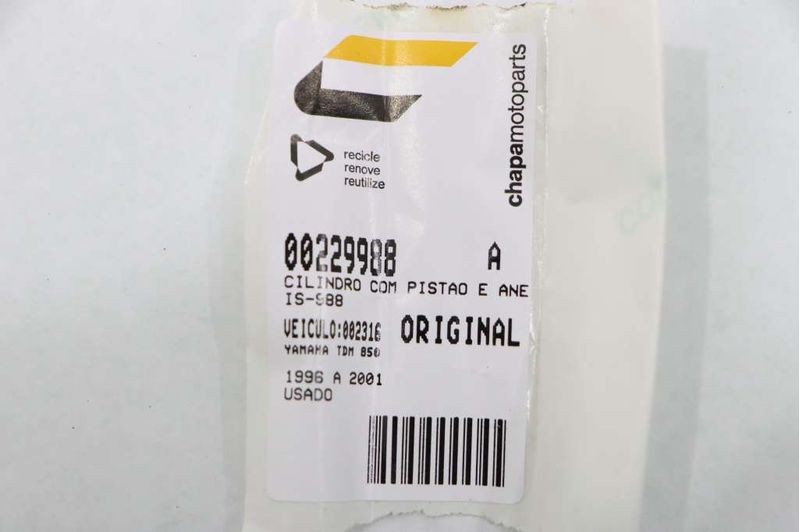 chapamotoparts
recicle
renove
reutilize
00229988 A
CILINDRO COM PISTAO E ANE
IS-S88
VEICULO:002316 ORIGINAL
YAMAHA TDM 850
1996 A 2001
USADO